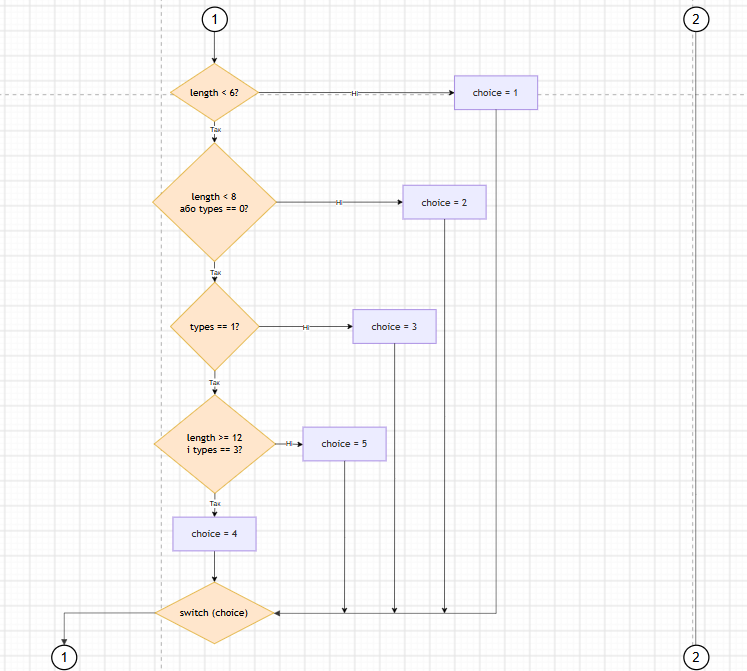 1
2
length < 6?
Ні
choice = 1
Так
length < 8
або types == 0?
Ні
choice = 2
Так
types == 1?
Ні
choice = 3
Так
length >= 12
і types == 3?
Ні
choice = 5
Так
choice = 4
switch (choice)
1
2